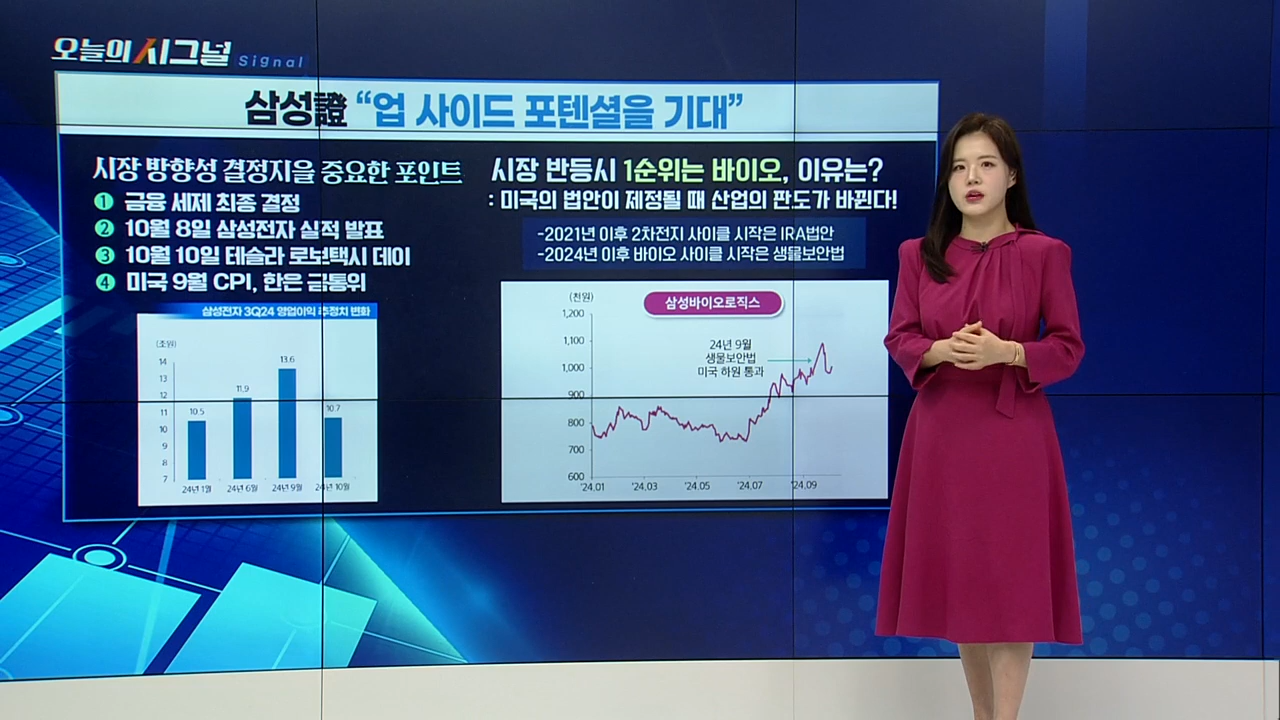 오늘의 시그널 Signal
삼성證 “업 사이드 포텐셜을 기대”
시장 방향성 결정지을 중요한 포인트
1 금융 세제 최종 결정
2 10월 8일 삼성전자 실적 발표
3 10월 10일 테슬라 로보택시 데이
4 미국 9월 CPI, 한은 금통위
삼성전자 3Q24 영업이익 추정치 변화
(조원)
14
13
12
11
10
9
8
7
10.5
11.9
13.6
10.7
24년 1월
24년 6월
24년 9월
24년 10월
시장 반등시 1순위는 바이오, 이유는?
: 미국의 법안이 제정될 때 산업의 판도가 바뀐다!
-2021년 이후 2차전지 사이클 시작은 IRA법안
-2024년 이후 바이오 사이클 시작은 생물보안법
삼성바이오로직스
(천원)
1,200
1,100
1,000
900
800
700
600
24년 9월
생물보안법
미국 하원 통과
'24.01
'24.03
'24.05
'24.07
'24.09